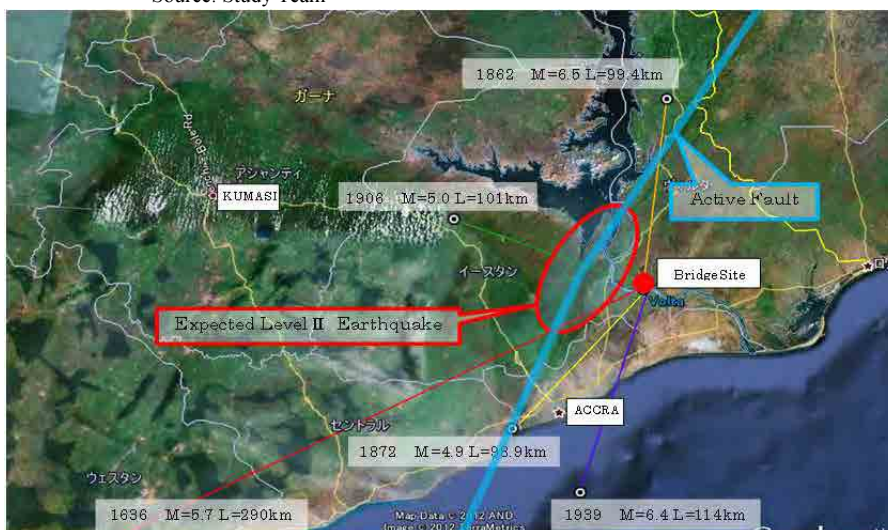 Source: Study Team
1862 M=6.5 L=99.4km
ガーナ
アシャンティ
KUMASI
1906 M=5.0 L=101km
Active Fault
イースタン
BridgeSite
Volta
Expected Level Ⅱ Earthquake
ACCRA
セントラル
1872 M=4.9 L=98.9km
ウェスタン
1636 M=5.7 L=290km
Map Data © 2012 AND
Image © 2012 TerraMetrics
1939 M=6.4 L=114km